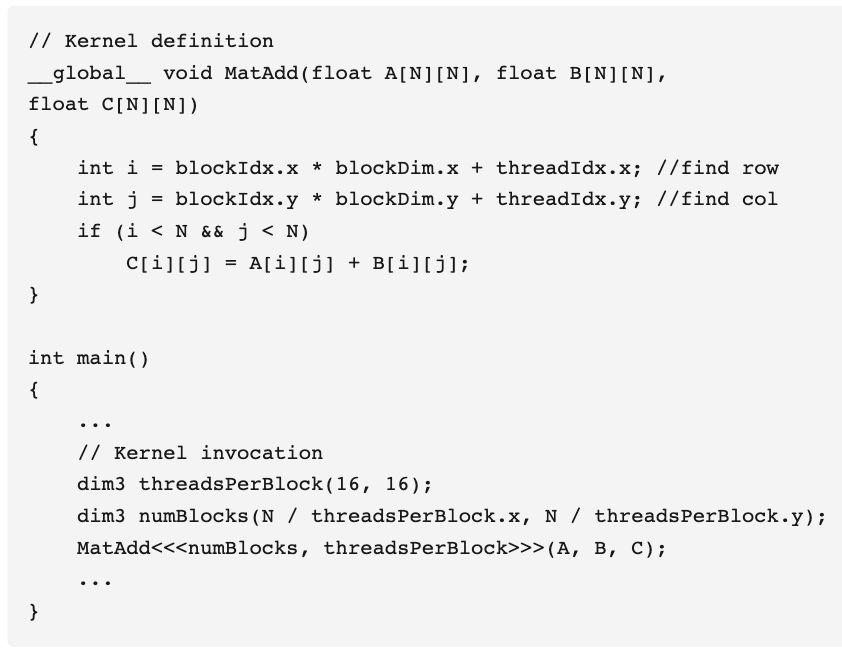 // Kernel definition
__global__ void MatAdd(float A[N][N], float B[N][N],
float C[N][N])
{
    int i = blockIdx.x * blockDim.x + threadIdx.x; //find row
    int j = blockIdx.y * blockDim.y + threadIdx.y; //find col
    if (i < N && j < N)
        C[i][j] = A[i][j] + B[i][j];
}

int main()
{
    ...
    // Kernel invocation
    dim3 threadsPerBlock(16, 16);
    dim3 numBlocks(N / threadsPerBlock.x, N / threadsPerBlock.y);
    MatAdd<<<numBlocks, threadsPerBlock>>>(A, B, C);
    ...
}